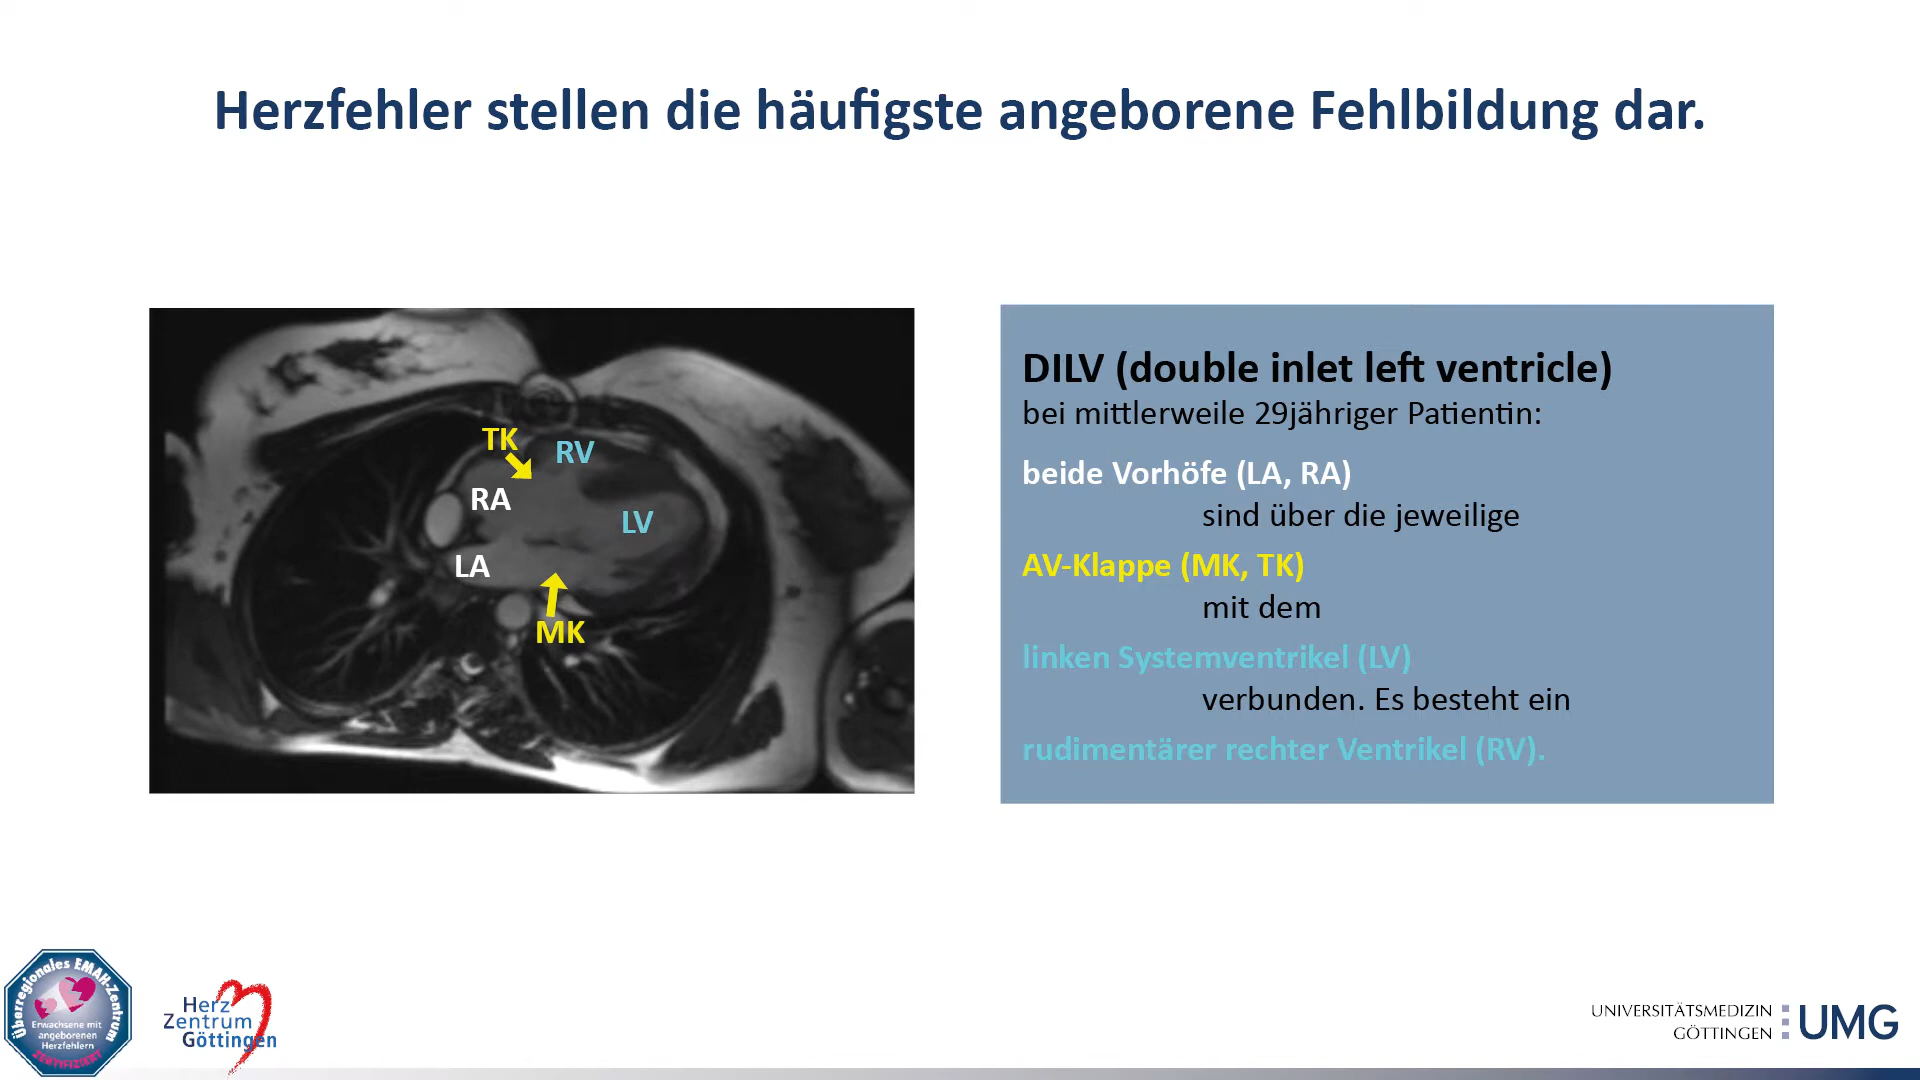 Herzfehler stellen die häufigste angeborene Fehlbildung dar.
TK
RV
RA
LV
LA
MK
DILV (double inlet left ventricle)
bei mittlerweile 29jähriger Patientin:
beide Vorhöfe (LA, RA)
sind über die jeweilige
AV-Klappe (MK, TK)
mit dem
linken Systemventrikel (LV)
verbunden. Es besteht ein
rudimentärer rechter Ventrikel (RV).
Überregionales EMAH-Zentrum
Erwachsene mit
angeborenen
Herzfehlern
ZERTIFIZIERT
Herz
Zentrum
Göttingen
UNIVERSITÄTSMEDIZIN
GÖTTINGEN
UMG